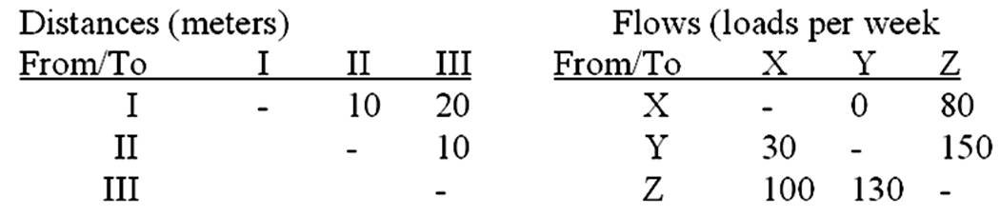 Distances (meters) Flows (loads per week
From/To I II III From/To X Y Z
I - 10 20 X - 0 80
II - 10 Y 30 - 150
III - Z 100 130 -